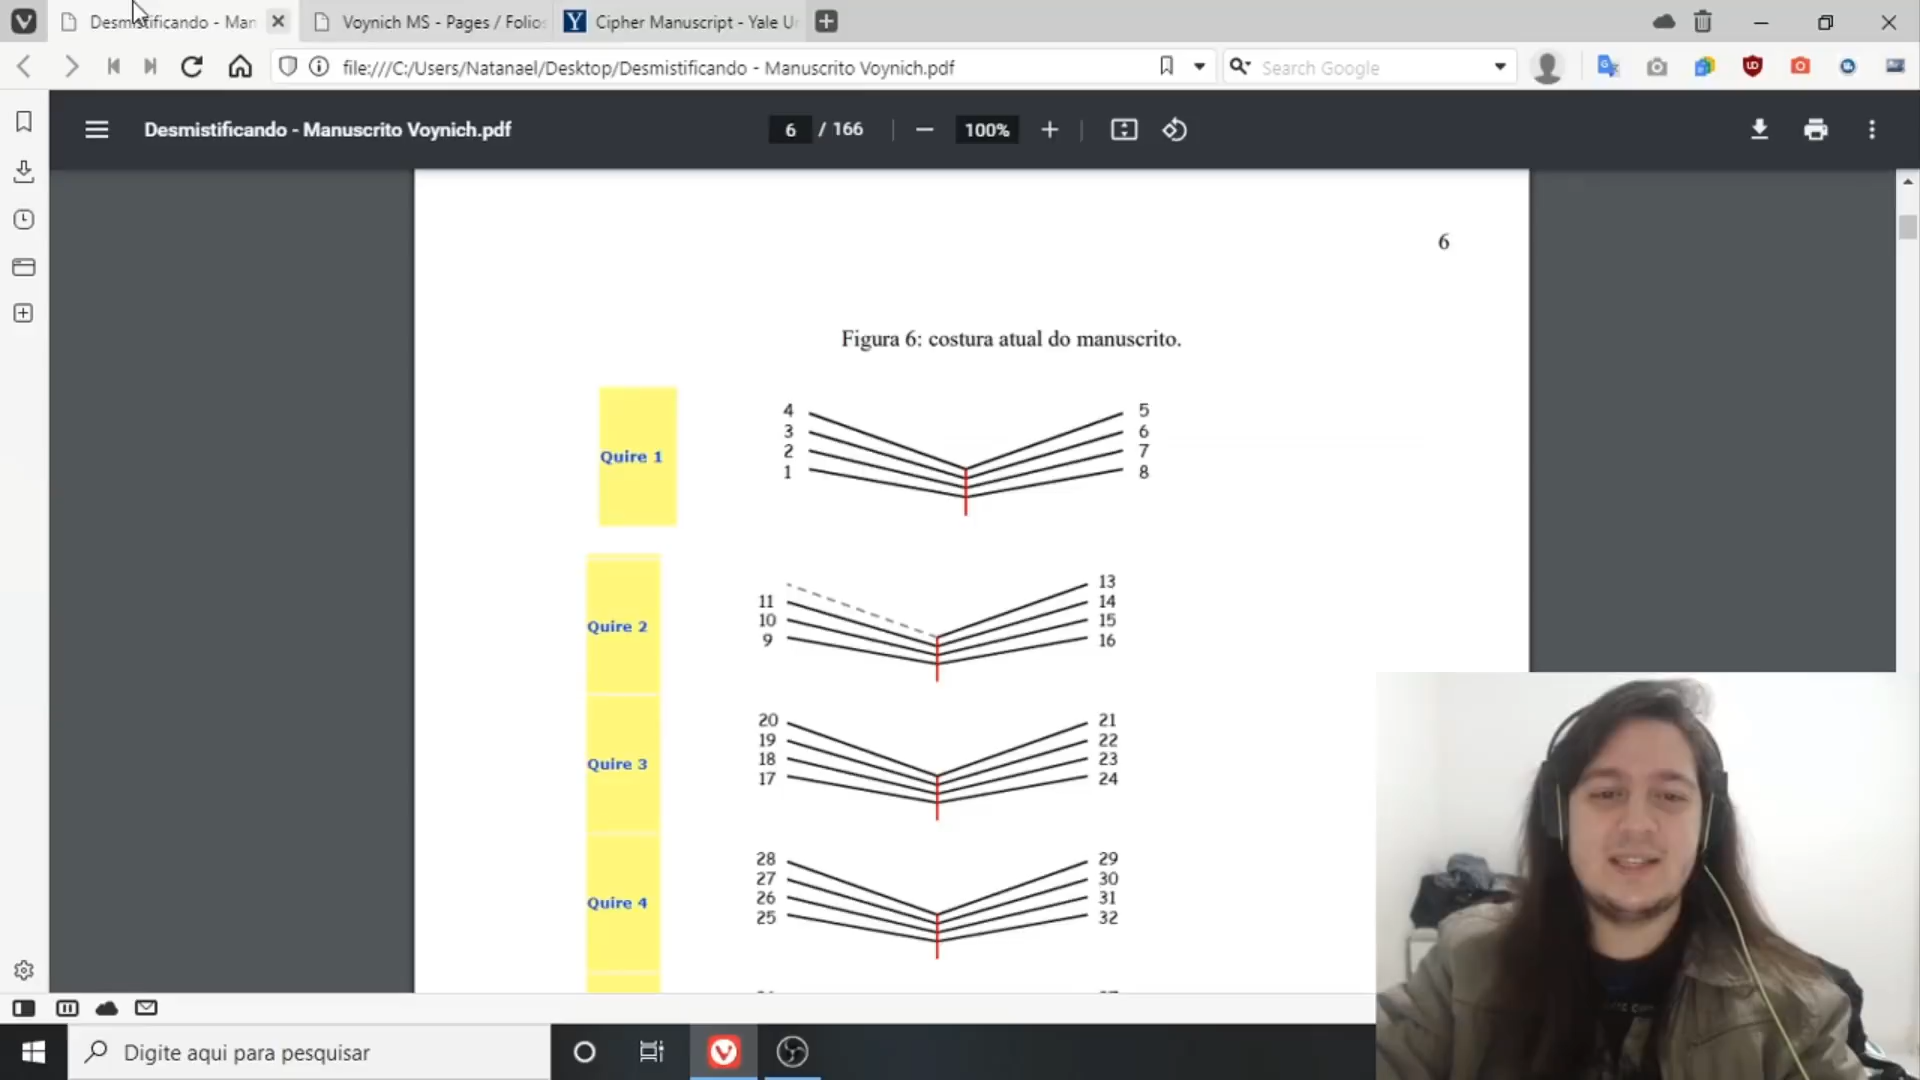 Desmistificando - Man
Voynich MS - Pages / Folios
Cipher Manuscript - Yale U
file:///C:/Users/Natanael/Desktop/Desmistificando - Manuscrito Voynich.pdf
Search Google
Desmistificando - Manuscrito Voynich.pdf
6 / 166
100%
6
Figura 6: costura atual do manuscrito.
Quire 1
4 5
3 6
2 7
1 8
Quire 2
13
11 14
10 15
9 16
Quire 3
20 21
19 22
18 23
17 24
Quire 4
28 29
27 30
26 31
25 32
Digite aqui para pesquisar